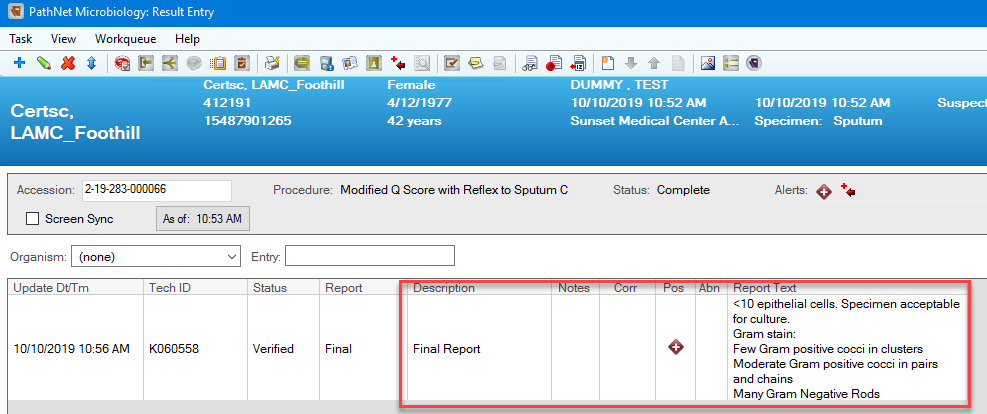 PathNet Microbiology: Result Entry
Task View Workqueue Help
Certsc, LAMC_Foothill Female DUMMY , TEST
412191 4/12/1977 10/10/2019 10:52 AM 10/10/2019 10:52 AM Suspect
Certsc,
LAMC_Foothill
15487901265 42 years Sunset Medical Center A... Specimen: Sputum
Accession: 2-19-283-000066 Procedure: Modified Q Score with Reflex to Sputum C Status: Complete Alerts:
Screen Sync As of: 10:53 AM
Organism: (none) Entry:
Update Dt/Tm Tech ID Status Report Description Notes Corr Pos Abn Report Text
10/10/2019 10:56 AM K060558 Verified Final Final Report
<10 epithelial cells. Specimen acceptable
for culture.
Gram stain:
Few Gram positive cocci in clusters
Moderate Gram positive cocci in pairs
and chains
Many Gram Negative Rods